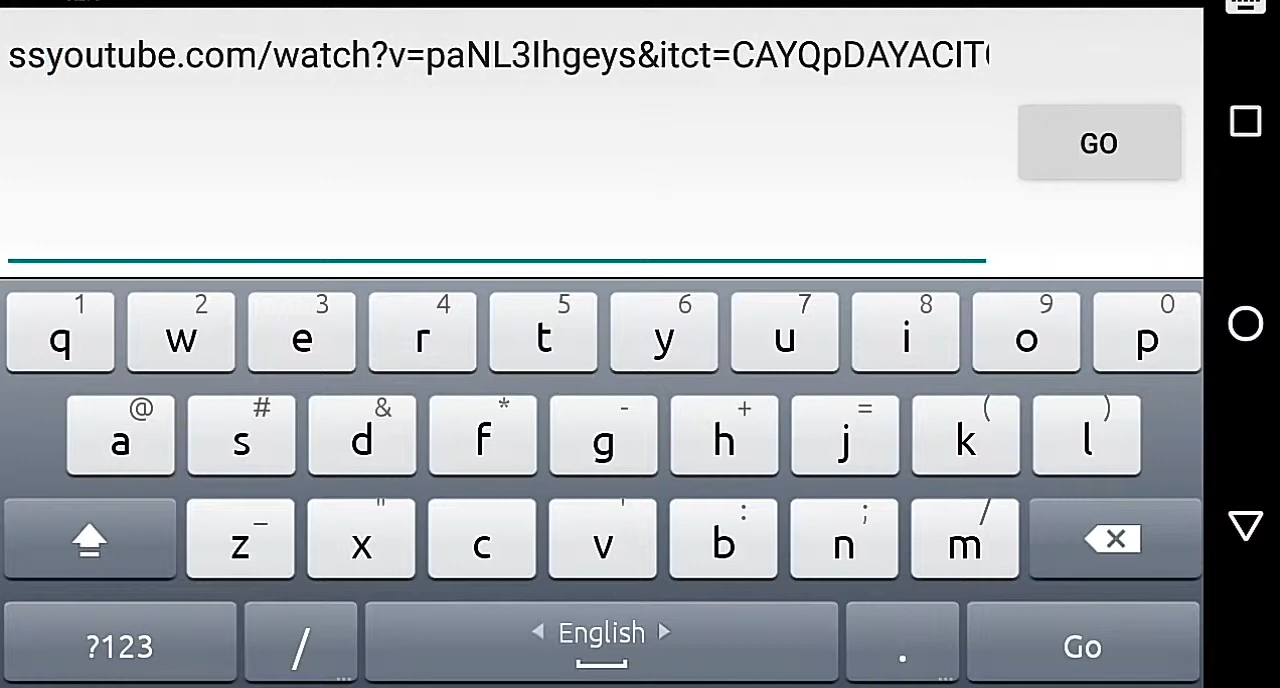 ssyoutube.com/watch?v=paNL3Ihgeys&itct=CAYQpDAYACIT
GO
1 2 3 4 5 6 7 8 9 0
q w e r t y u i o p
@ # & * - + = ( )
a s d f g h j k l
_ " ' : ; /
z x c v b n m
?123 / English . Go
... ...